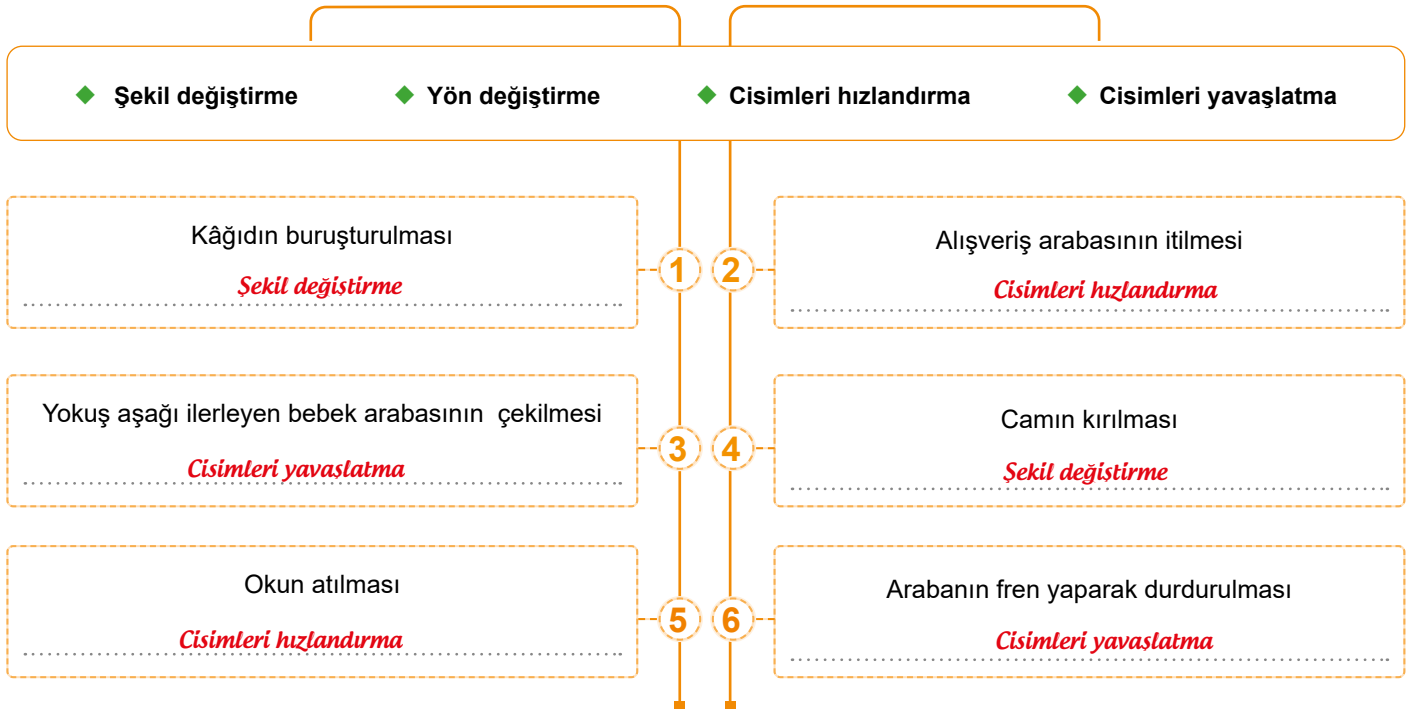 Şekil değiştirme
Yön değiştirme
Cisimleri hızlandırma
Cisimleri yavaşlatma
Kâğıdın buruşturulması
Şekil değiştirme
1
2
Alışveriş arabasının itilmesi
Cisimleri hızlandırma
Yokuş aşağı ilerleyen bebek arabasının çekilmesi
Cisimleri yavaşlatma
3
4
Camın kırılması
Şekil değiştirme
Okun atılması
Cisimleri hızlandırma
5
6
Arabanın fren yaparak durdurulması
Cisimleri yavaşlatma